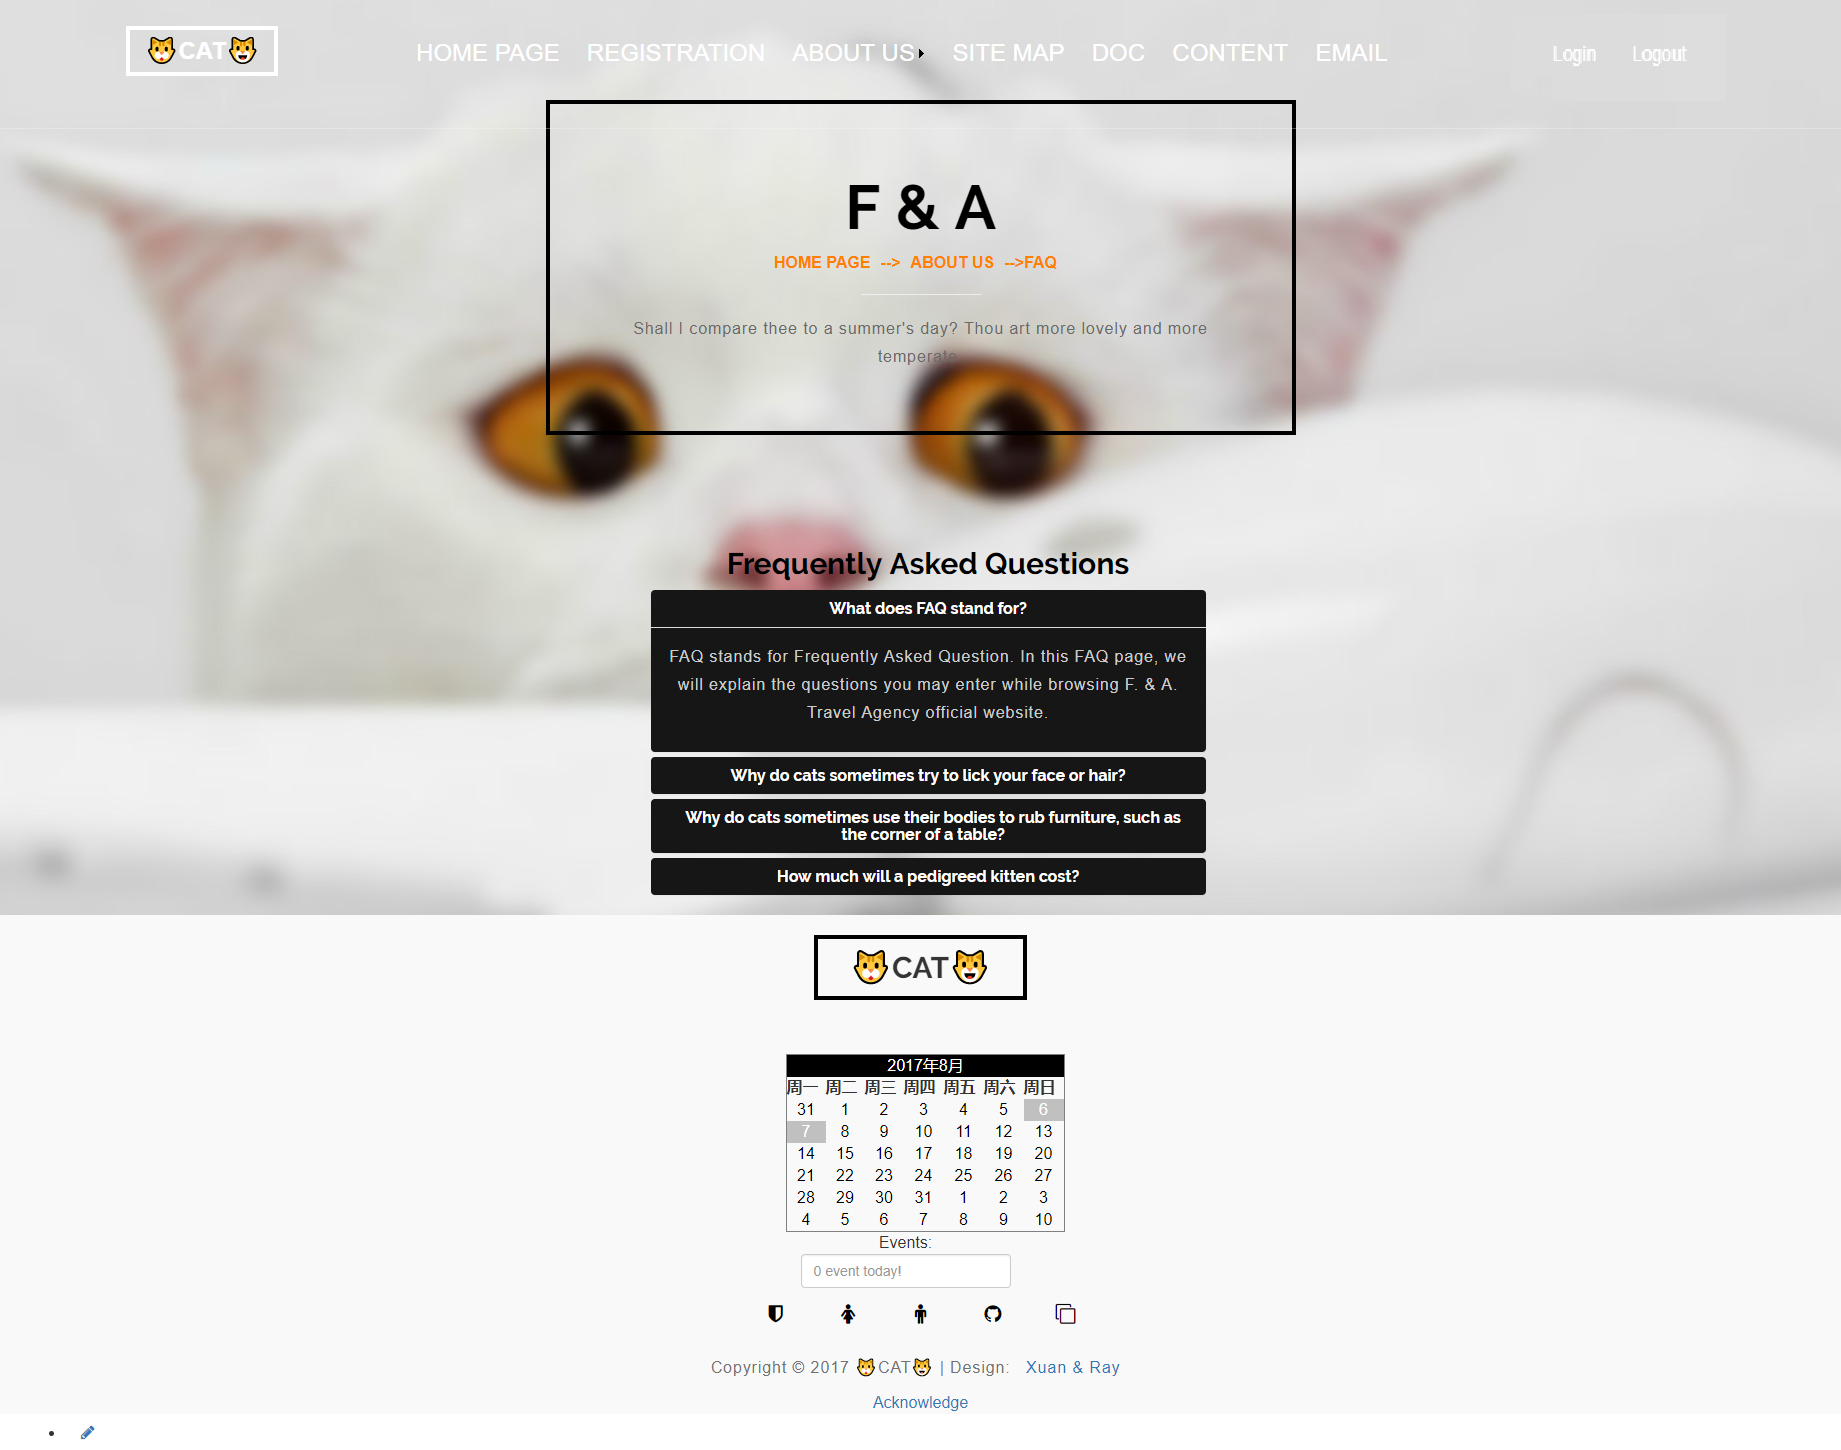 🐱CAT🐱
HOME PAGE REGISTRATION ABOUT US SITE MAP DOC CONTENT EMAIL
Login Logout
F & A
HOME PAGE --> ABOUT US -->FAQ
Shall I compare thee to a summer's day? Thou art more lovely and more
temperate.
Frequently Asked Questions
What does FAQ stand for?
FAQ stands for Frequently Asked Question. In this FAQ page, we
will explain the questions you may enter while browsing F. & A.
Travel Agency official website.
Why do cats sometimes try to lick your face or hair?
Why do cats sometimes use their bodies to rub furniture, such as
the corner of a table?
How much will a pedigreed kitten cost?
🐱CAT🐱
2017年8月
周一 周二 周三 周四 周五 周六 周日
31 1 2 3 4 5 6
7 8 9 10 11 12 13
14 15 16 17 18 19 20
21 22 23 24 25 26 27
28 29 30 31 1 2 3
4 5 6 7 8 9 10
Events:
0 event today!
Copyright © 2017 🐱CAT🐱 | Design: Xuan & Ray
Acknowledge